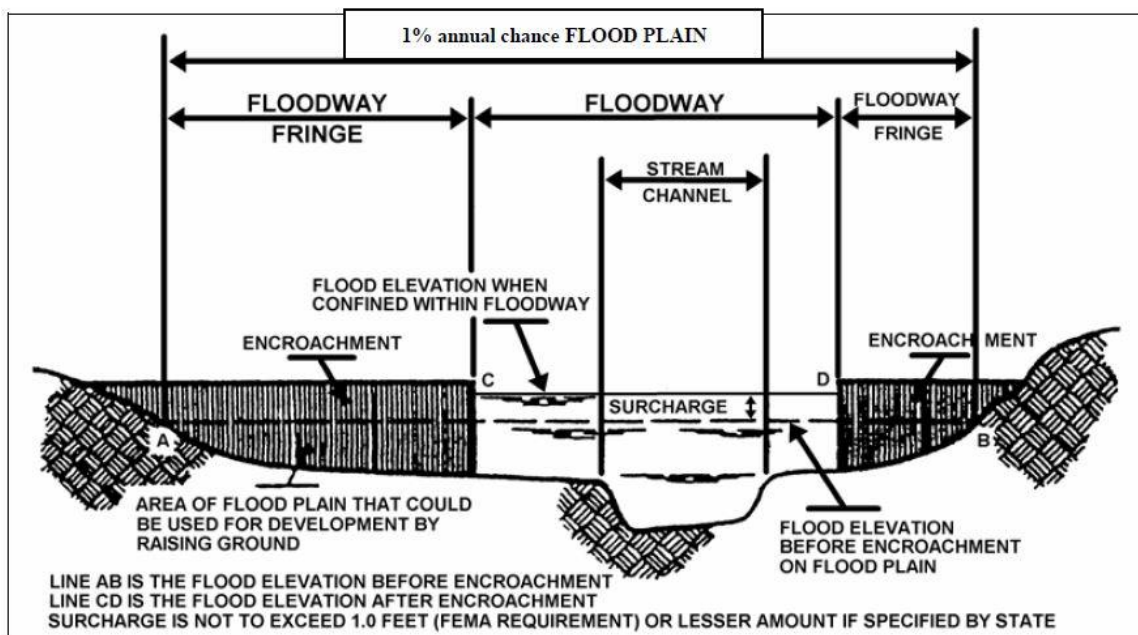 1% annual chance FLOOD PLAIN
FLOODWAY
FRINGE
FLOODWAY
FLOODWAY
FRINGE
STREAM
CHANNEL
FLOOD ELEVATION WHEN
CONFINED WITHIN FLOODWAY
ENCROACHMENT
ENCROACH MENT
C
D
SURCHARGE
A
B
AREA OF FLOOD PLAIN THAT COULD
BE USED FOR DEVELOPMENT BY
RAISING GROUND
FLOOD ELEVATION
BEFORE ENCROACHMENT
ON FLOOD PLAIN
LINE AB IS THE FLOOD ELEVATION BEFORE ENCROACHMENT
LINE CD IS THE FLOOD ELEVATION AFTER ENCROACHMENT
SURCHARGE IS NOT TO EXCEED 1.0 FEET (FEMA REQUIREMENT) OR LESSER AMOUNT IF SPECIFIED BY STATE